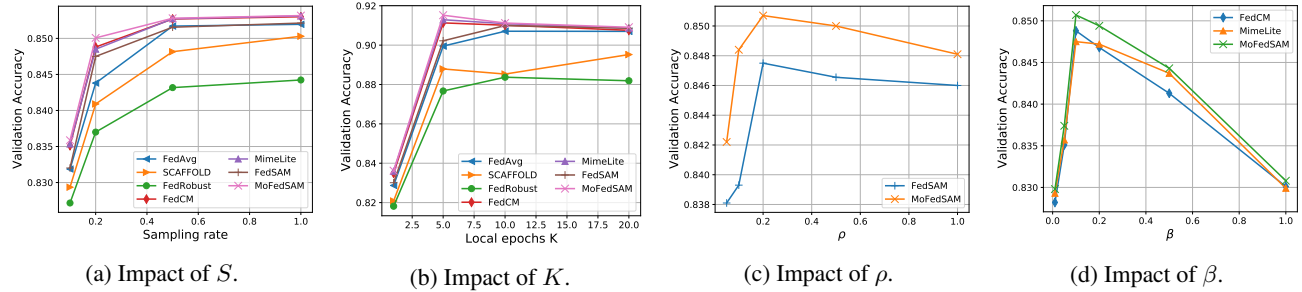 Validation Accuracy
0.850
0.845
0.840
0.835
0.830
0.2
0.4
0.6
0.8
1.0
Sampling rate
FedAvg
SCAFFOLD
FedRobust
FedCM
MimeLite
FedSAM
MoFedSAM
(a) Impact of S.
Validation Accuracy
0.92
0.90
0.88
0.86
0.84
0.82
2.5
5.0
7.5
10.0
12.5
15.0
17.5
20.0
Local epochs K
FedAvg
SCAFFOLD
FedRobust
FedCM
MimeLite
FedSAM
MoFedSAM
(b) Impact of K.
Validation Accuracy
0.850
0.848
0.846
0.844
0.842
0.840
0.838
0.2
0.4
0.6
0.8
1.0
ρ
FedSAM
MoFedSAM
(c) Impact of ρ.
Validation Accuracy
0.850
0.845
0.840
0.835
0.830
0.0
0.2
0.4
0.6
0.8
1.0
β
FedCM
MimeLite
MoFedSAM
(d) Impact of β.